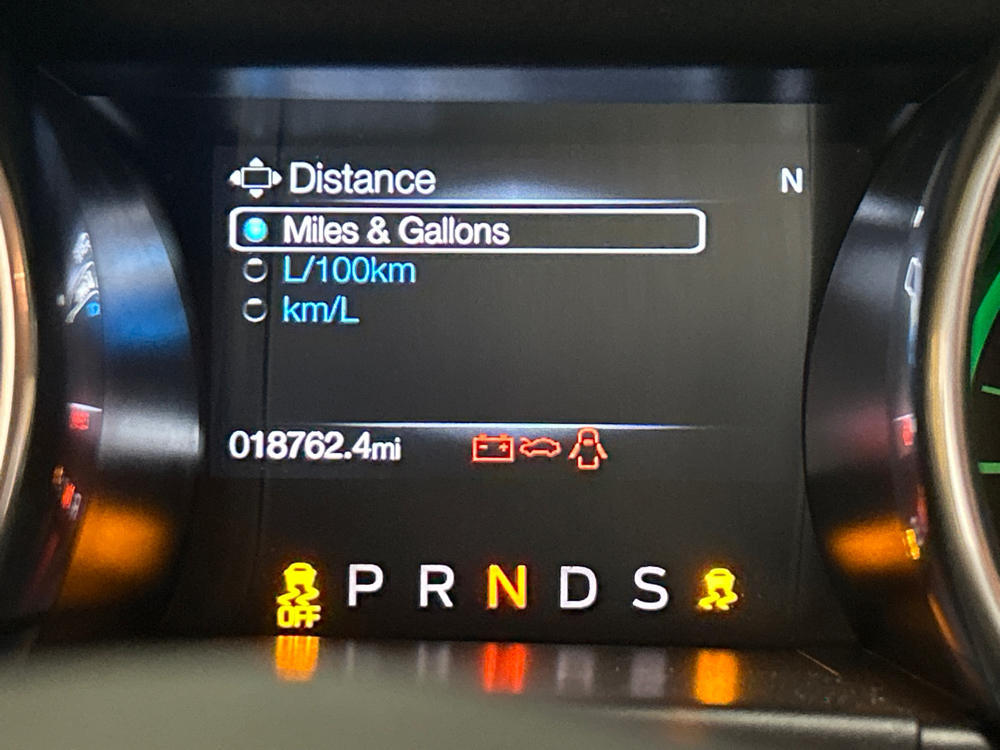 Distance N
Miles & Gallons
L/100km
km/L
018762.4mi
OFF P R N D S